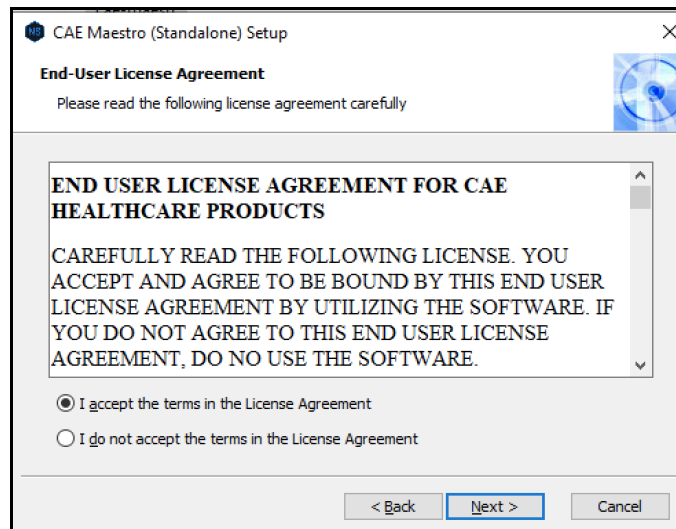 CAE Maestro (Standalone) Setup
End-User License Agreement
Please read the following license agreement carefully
END USER LICENSE AGREEMENT FOR CAE
HEALTHCARE PRODUCTS
CAREFULLY READ THE FOLLOWING LICENSE. YOU
ACCEPT AND AGREE TO BE BOUND BY THIS END USER
LICENSE AGREEMENT BY UTILIZING THE SOFTWARE. IF
YOU DO NOT AGREE TO THIS END USER LICENSE
AGREEMENT, DO NO USE THE SOFTWARE.
I accept the terms in the License Agreement
I do not accept the terms in the License Agreement
< Back Next > Cancel